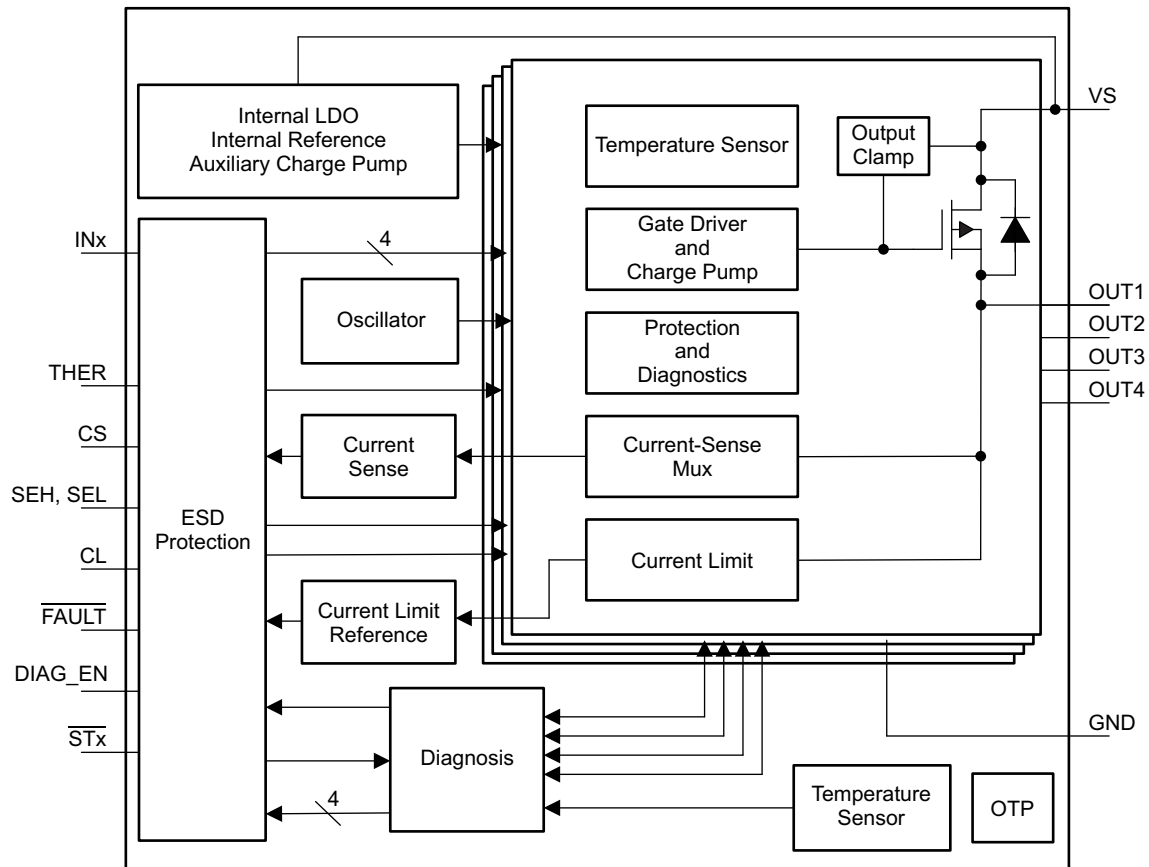 Internal LDO
Internal Reference
Auxiliary Charge Pump
Temperature Sensor
Output
Clamp
VS
INx
4
Gate Driver
and
Charge Pump
Oscillator
OUT1
OUT2
OUT3
OUT4
Protection
and
Diagnostics
THER
CS
Current
Sense
Current-Sense
Mux
SEH, SEL
ESD
Protection
CL
Current Limit
FAULT
Current Limit
Reference
DIAG_EN
STx
Diagnosis
GND
4
Temperature
Sensor
OTP